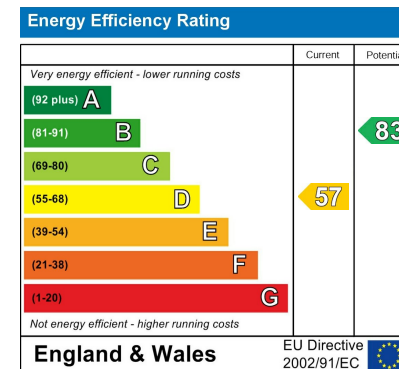 Energy Efficiency Rating
Current Potentia
Very energy efficient - lower running costs
(92 plus) A
(81-91) B
83
(69-80) C
(55-68) D
57
(39-54) E
(21-38) F
(1-20) G
Not energy efficient - higher running costs
England & Wales
EU Directive
2002/91/EC